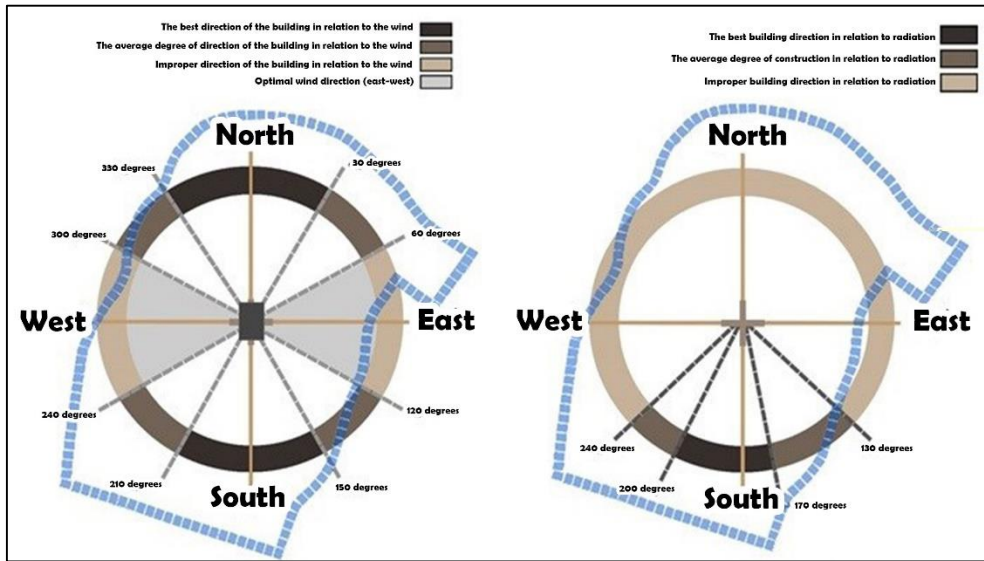 The best direction of the building in relation to the wind
The average degree of direction of the building in relation to the wind
Improper direction of the building in relation to the wind
Optimal wind direction (east-west)
North
330 degrees
30 degrees
300 degrees
60 degrees
West
East
240 degrees
120 degrees
210 degrees
South
150 degrees
The best building direction in relation to radiation
The average degree of construction in relation to radiation
Improper building direction in relation to radiation
North
West
East
240 degrees
130 degrees
200 degrees
South
170 degrees